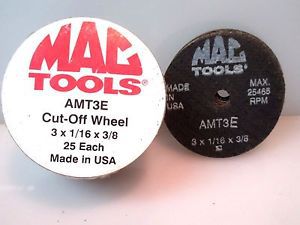 MAC
TOOLS®
AMT3E
Cut-Off Wheel
3 x 1/16 x 3/8
25 Each
Made in USA
MAC
TOOLS
MADE
IN
USA
MAX.
25465
RPM
AMT3E
3 x 1/16 x 3/8